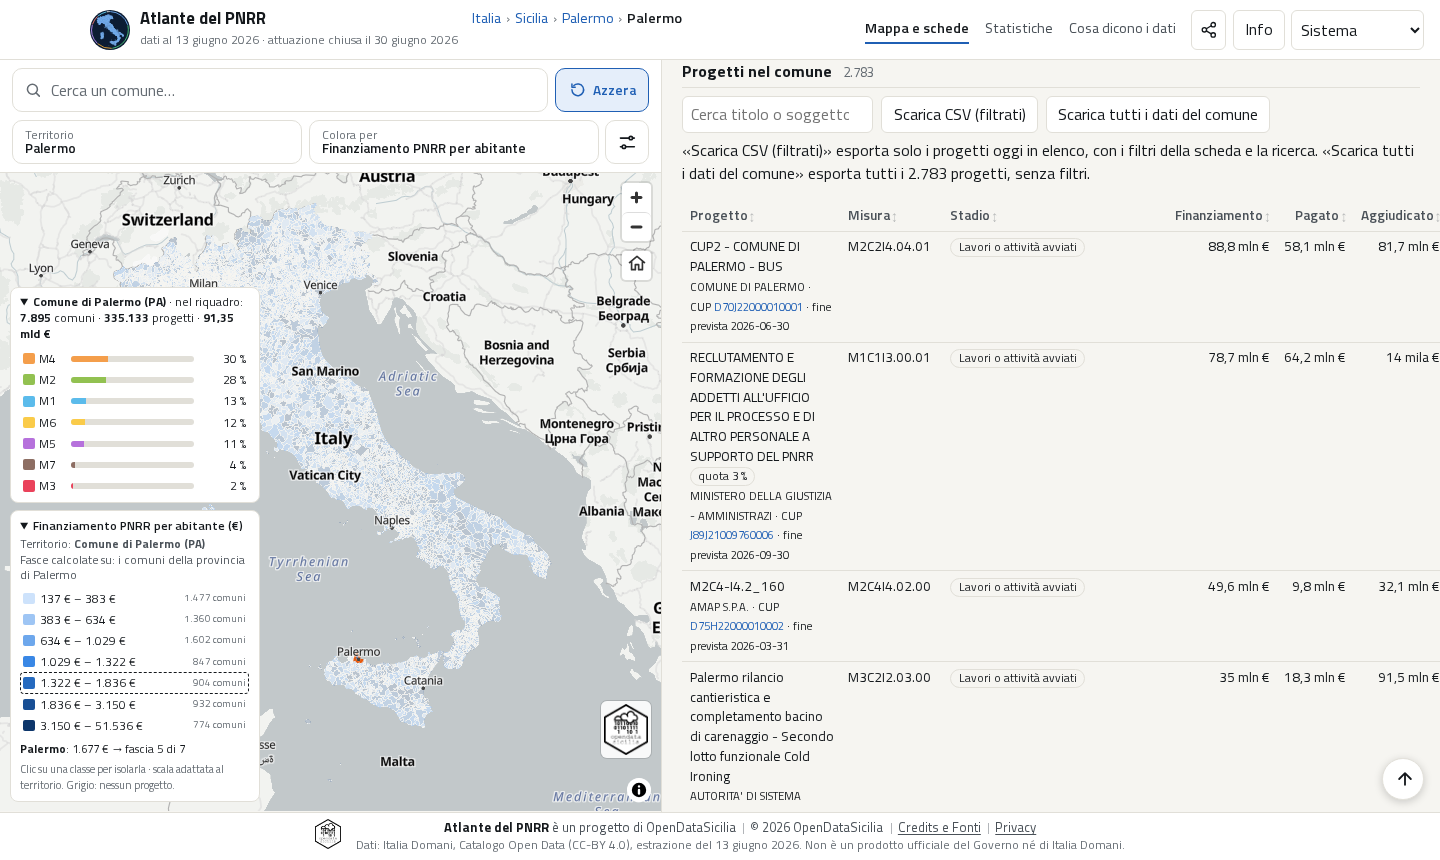 Atlante del PNRR
dati al 13 giugno 2026 · attuazione chiusa il 30 giugno 2026
Italia › Sicilia › Palermo › Palermo
Mappa e schede
Statistiche
Cosa dicono i dati
Info
Sistema
Cerca un comune...
Azzera
Territorio
Palermo
Colora per
Finanziamento PNRR per abitante
Austria
Hungary
Zurich
Switzerland
Geneva
Lyon
Milan
Venice
Slovenia
Croatia
Belgrade
Београд
Bosnia and
Herzegovina
Serbia
Србија
San Marino
Adriatic
Sea
Montenegro
Црна Гора
Italy
Vatican City
Albania
Naples
Tyrrhenian
Sea
Palermo
Catania
Malta
▼ Comune di Palermo (PA) · nel riquadro:
7.895 comuni · 335.133 progetti · 91,35
mld €
M4 30 %
M2 28 %
M1 13 %
M6 12 %
M5 11 %
M7 4 %
M3 2 %
▼ Finanziamento PNRR per abitante (€)
Territorio: Comune di Palermo (PA)
Fasce calcolate su: i comuni della provincia
di Palermo
137 € – 383 € 1.477 comuni
383 € – 634 € 1.360 comuni
634 € – 1.029 € 1.602 comuni
1.029 € – 1.322 € 847 comuni
1.322 € – 1.836 € 904 comuni
1.836 € – 3.150 € 932 comuni
3.150 € – 51.536 € 774 comuni
Palermo: 1.677 € → fascia 5 di 7
Clic su una classe per isolarla · scala adattata al
territorio. Grigio: nessun progetto.
Progetti nel comune 2.783
Cerca titolo o soggetto
Scarica CSV (filtrati)
Scarica tutti i dati del comune
«Scarica CSV (filtrati)» esporta solo i progetti oggi in elenco, con i filtri della scheda e la ricerca. «Scarica tutti
i dati del comune» esporta tutti i 2.783 progetti, senza filtri.
Progetto↕ Misura↕ Stadio↕ Finanziamento↕ Pagato↕ Aggiudicato↕
CUP2 - COMUNE DI M2C2I4.04.01 Lavori o attività avviati 88,8 mln € 58,1 mln € 81,7 mln €
PALERMO - BUS
COMUNE DI PALERMO ·
CUP D70J22000010001 · fine
prevista 2026-06-30
RECLUTAMENTO E M1C1I3.00.01 Lavori o attività avviati 78,7 mln € 64,2 mln € 14 mila €
FORMAZIONE DEGLI
ADDETTI ALL'UFFICIO
PER IL PROCESSO E DI
ALTRO PERSONALE A
SUPPORTO DEL PNRR
quota 3 %
MINISTERO DELLA GIUSTIZIA
- AMMINISTRAZI · CUP
J89J21009760006 · fine
prevista 2026-09-30
M2C4-I4.2_160 M2C4I4.02.00 Lavori o attività avviati 49,6 mln € 9,8 mln € 32,1 mln €
AMAP S.P.A. · CUP
D75H22000010002 · fine
prevista 2026-03-31
Palermo rilancio M3C2I2.03.00 Lavori o attività avviati 35 mln € 18,3 mln € 91,5 mln €
cantieristica e
completamento bacino
di carenaggio - Secondo
lotto funzionale Cold
Ironing
AUTORITA' DI SISTEMA
Atlante del PNRR è un progetto di OpenDataSicilia | © 2026 OpenDataSicilia | Credits e Fonti | Privacy
Dati: Italia Domani, Catalogo Open Data (CC-BY 4.0), estrazione del 13 giugno 2026. Non è un prodotto ufficiale del Governo né di Italia Domani.